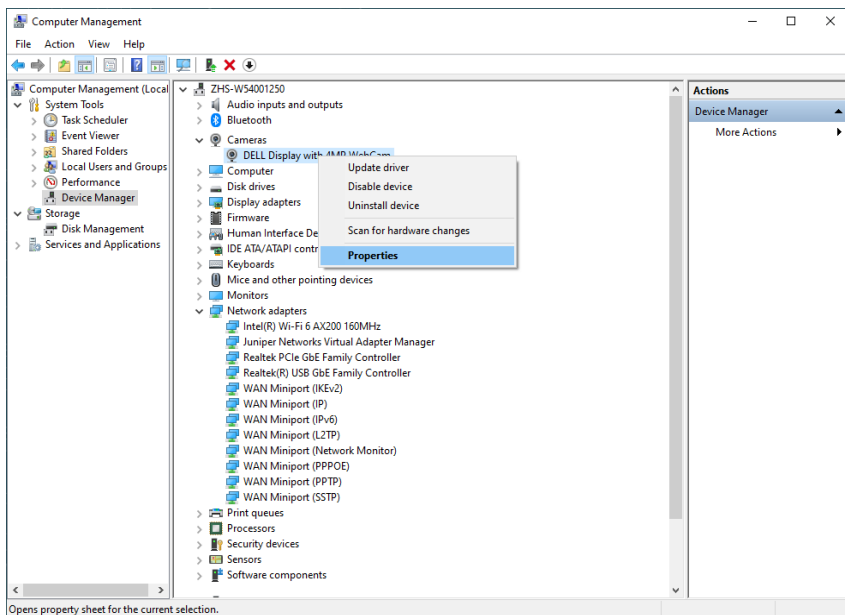 Computer Management
File Action View Help
Computer Management (Local
System Tools
Task Scheduler
Event Viewer
Shared Folders
Local Users and Groups
Performance
Device Manager
Storage
Disk Management
Services and Applications
ZHS-W54001250
Audio inputs and outputs
Bluetooth
Cameras
DELL Display with 4MP WebCam
Computer
Disk drives
Display adapters
Firmware
Human Interface De
IDE ATA/ATAPI contr
Keyboards
Mice and other pointing devices
Monitors
Network adapters
Intel(R) Wi-Fi 6 AX200 160MHz
Juniper Networks Virtual Adapter Manager
Realtek PCIe GbE Family Controller
Realtek(R) USB GbE Family Controller
WAN Miniport (IKEv2)
WAN Miniport (IP)
WAN Miniport (IPv6)
WAN Miniport (L2TP)
WAN Miniport (Network Monitor)
WAN Miniport (PPPOE)
WAN Miniport (PPTP)
WAN Miniport (SSTP)
Print queues
Processors
Security devices
Sensors
Software components
Update driver
Disable device
Uninstall device
Scan for hardware changes
Properties
Actions
Device Manager
More Actions
Opens property sheet for the current selection.